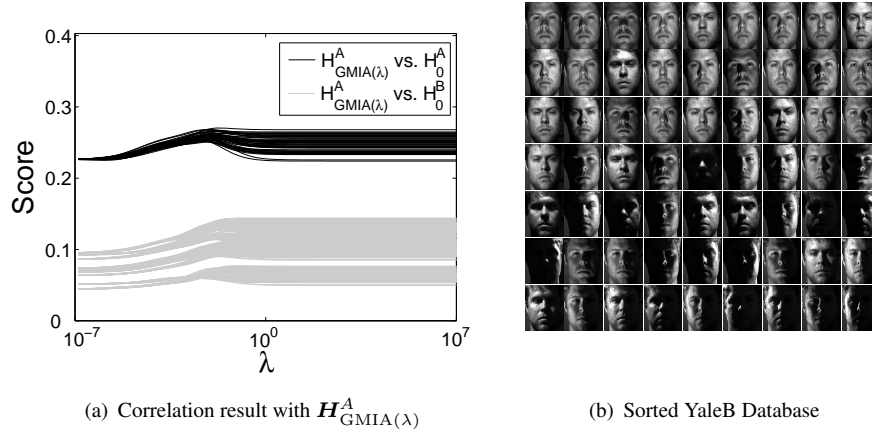 0.4
0.3
0.2
0.1
0
Score
10^-7
10^0
10^7
λ
H^A_GMIA(λ) vs. H^A_0
H^A_GMIA(λ) vs. H^B_0
(a) Correlation result with H^A_GMIA(λ)
(b) Sorted YaleB Database